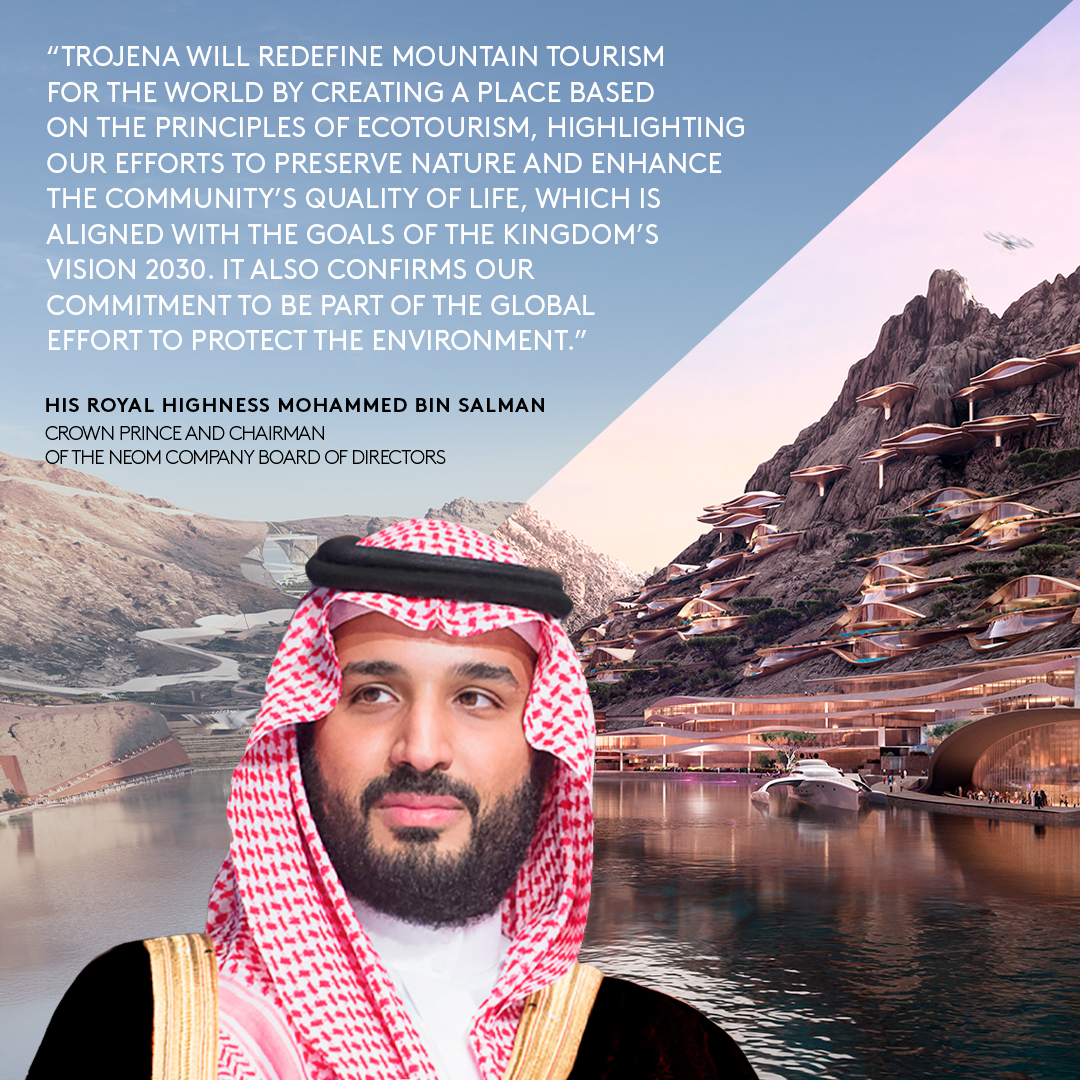 “TROJENA WILL REDEFINE MOUNTAIN TOURISM
FOR THE WORLD BY CREATING A PLACE BASED
ON THE PRINCIPLES OF ECOTOURISM, HIGHLIGHTING
OUR EFFORTS TO PRESERVE NATURE AND ENHANCE
THE COMMUNITY’S QUALITY OF LIFE, WHICH IS
ALIGNED WITH THE GOALS OF THE KINGDOM’S
VISION 2030. IT ALSO CONFIRMS OUR
COMMITMENT TO BE PART OF THE GLOBAL
EFFORT TO PROTECT THE ENVIRONMENT.”
HIS ROYAL HIGHNESS MOHAMMED BIN SALMAN
CROWN PRINCE AND CHAIRMAN
OF THE NEOM COMPANY BOARD OF DIRECTORS